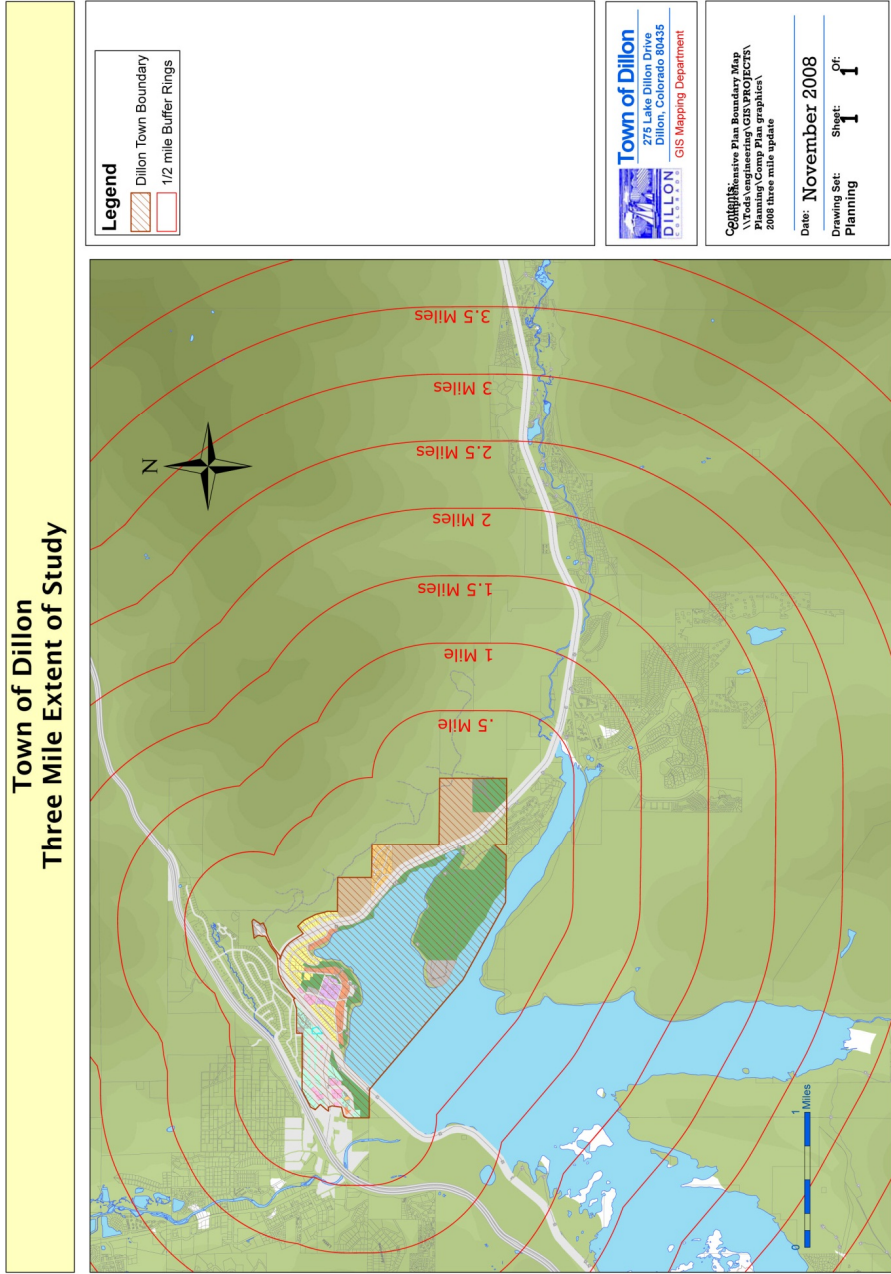 Town of Dillon
Three Mile Extent of Study
N
3.5 Miles
3 Miles
2.5 Miles
2 Miles
1.5 Miles
1 Mile
.5 Mile
0
1
Miles
Legend
Dillon Town Boundary
1/2 mile Buffer Rings
DILLON
COLORADO
Town of Dillon
275 Lake Dillon Drive
Dillon, Colorado 80435
GIS Mapping Department
Contents:
Comprehensive Plan Boundary Map
\\Tods\engineering\GIS\PROJECTS\
Planning\Comp Plan graphics\
2008 three mile update
Date: November 2008
Drawing Set:
Planning
Sheet:
1
Of:
1